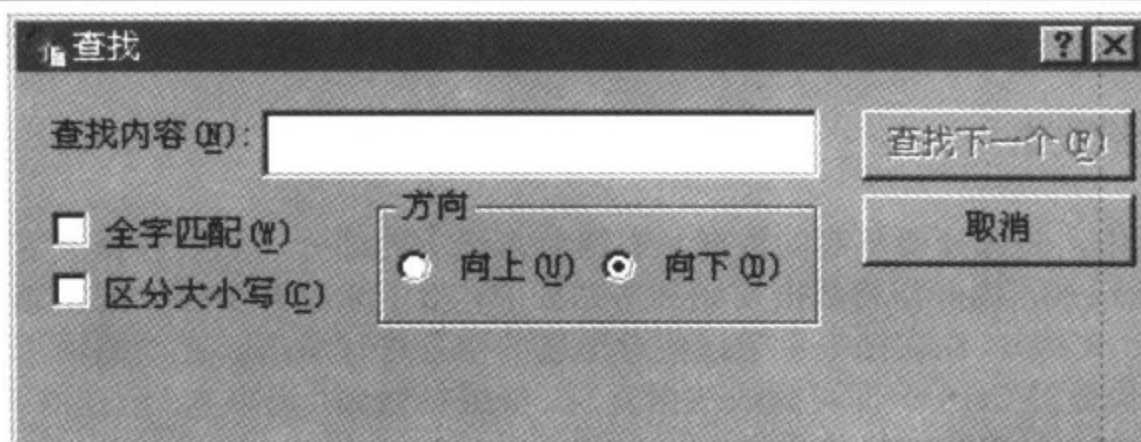 查找
查找内容(N):
查找下一个(F)
全字匹配(W)
方向
取消
向上(U) 向下(D)
区分大小写(C)